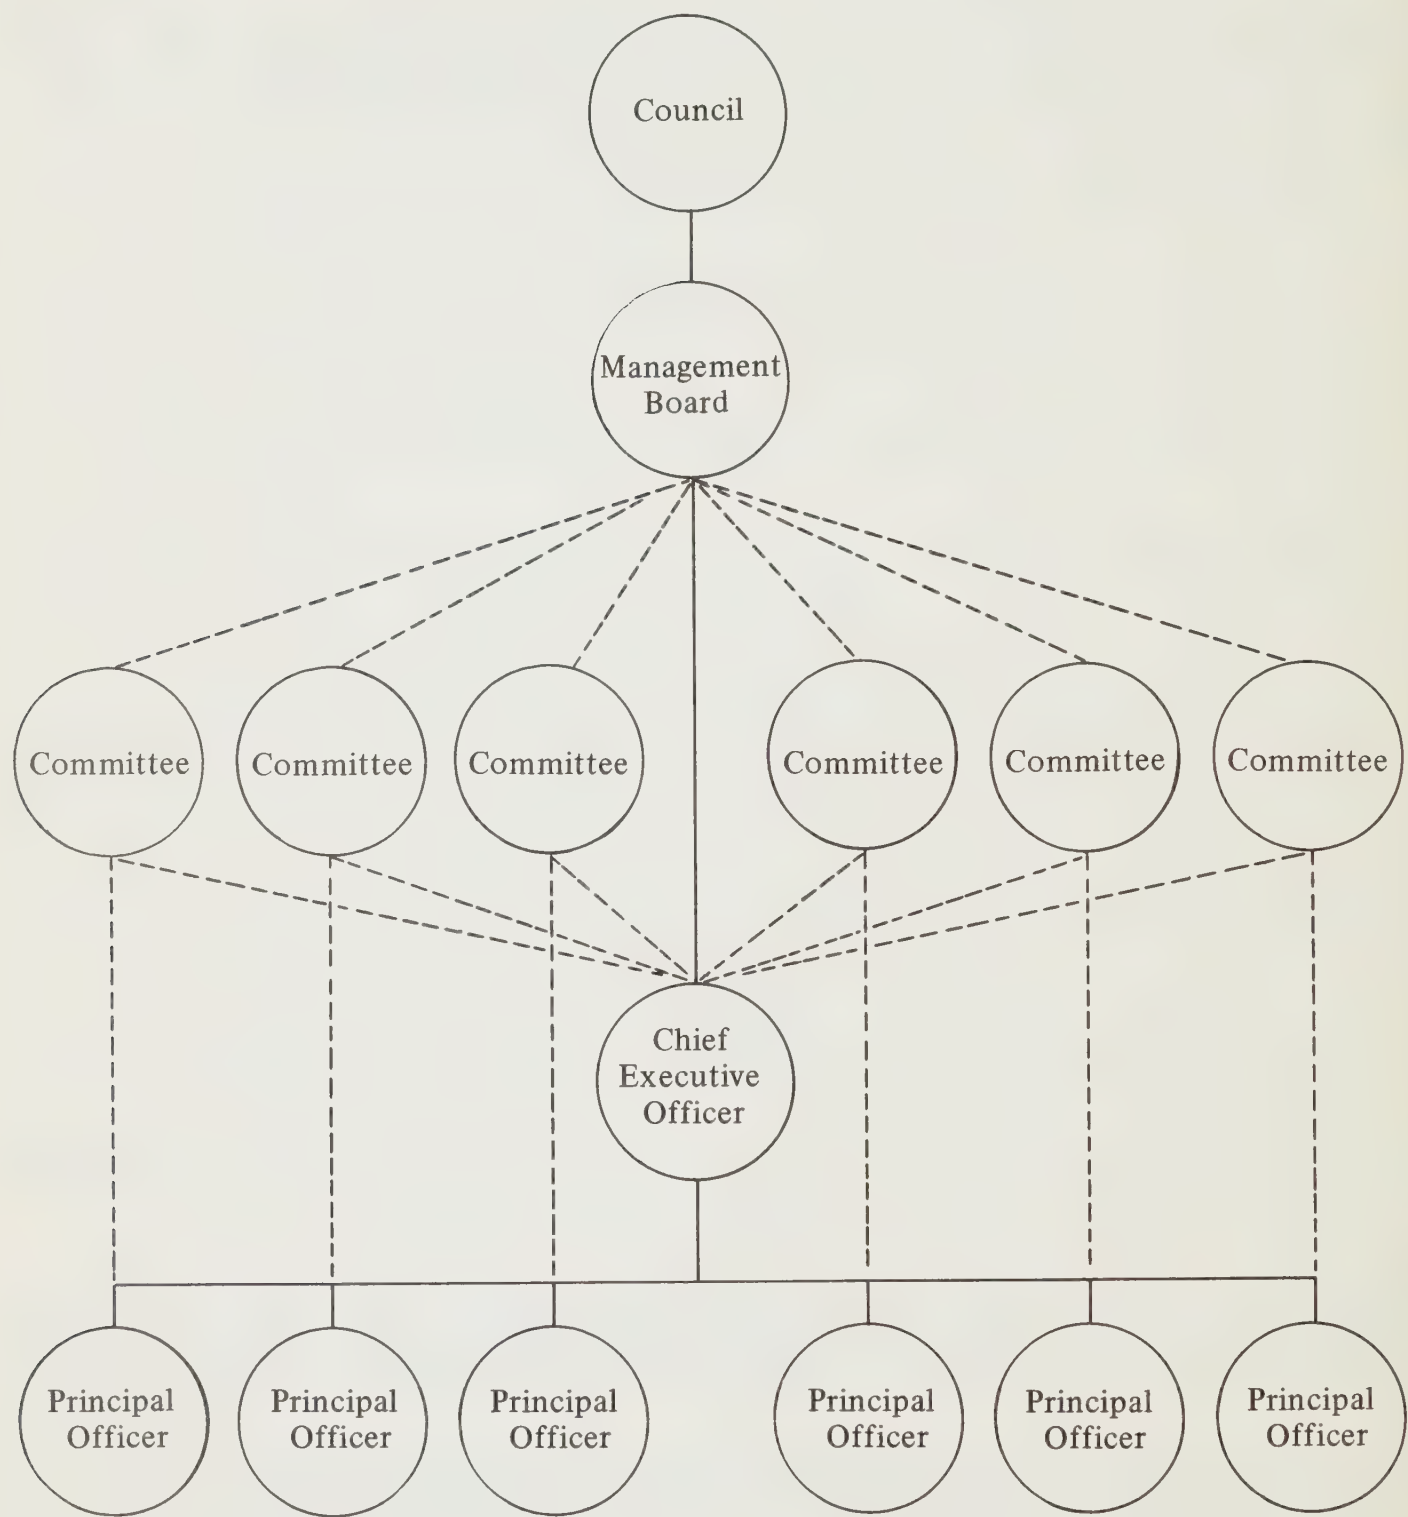 Council
Management
Board
Committee
Committee
Committee
Committee
Committee
Committee
Chief
Executive
Officer
Principal
Officer
Principal
Officer
Principal
Officer
Principal
Officer
Principal
Officer
Principal
Officer